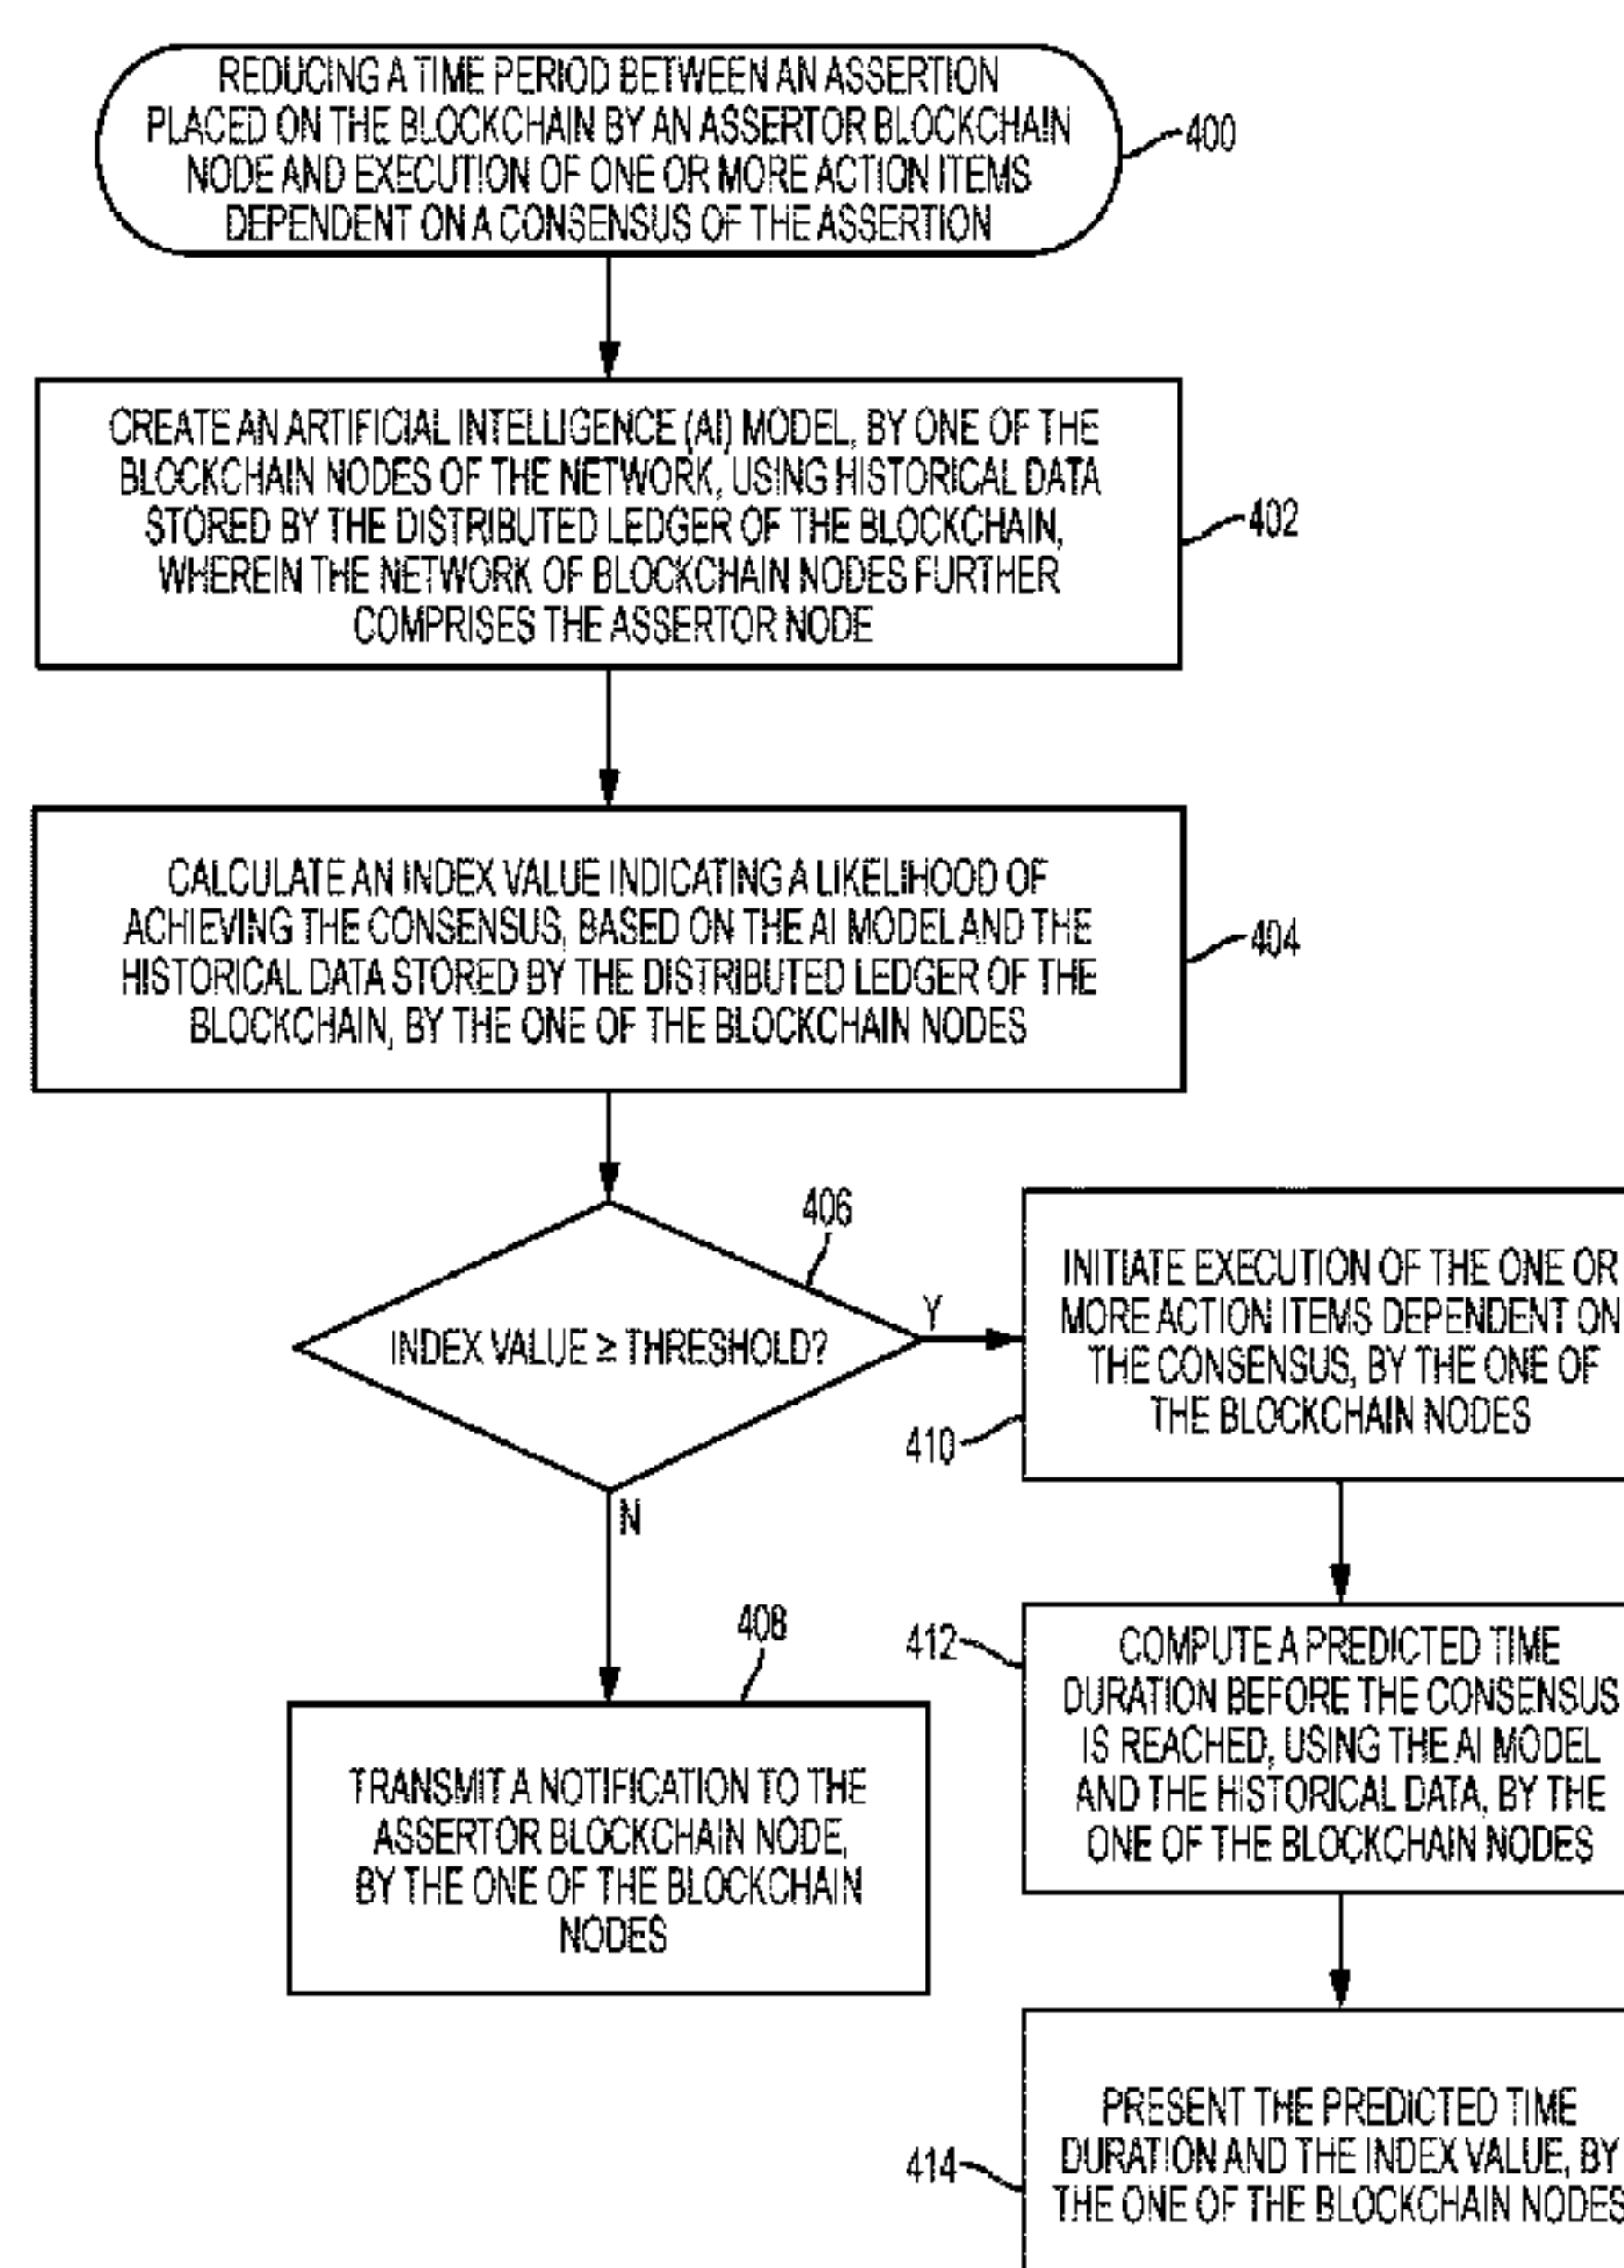 REDUCING A TIME PERIOD BETWEEN AN ASSERTION
PLACED ON THE BLOCKCHAIN BY AN ASSERTOR BLOCKCHAIN
NODE AND EXECUTION OF ONE OR MORE ACTION ITEMS
DEPENDENT ON A CONSENSUS OF THE ASSERTION
400
CREATE AN ARTIFICIAL INTELLIGENCE (AI) MODEL, BY ONE OF THE
BLOCKCHAIN NODES OF THE NETWORK, USING HISTORICAL DATA
STORED BY THE DISTRIBUTED LEDGER OF THE BLOCKCHAIN,
WHEREIN THE NETWORK OF BLOCKCHAIN NODES FURTHER
COMPRISES THE ASSERTOR NODE
402
CALCULATE AN INDEX VALUE INDICATING A LIKELIHOOD OF
ACHIEVING THE CONSENSUS, BASED ON THE AI MODEL AND THE
HISTORICAL DATA STORED BY THE DISTRIBUTED LEDGER OF THE
BLOCKCHAIN, BY THE ONE OF THE BLOCKCHAIN NODES
404
406
INDEX VALUE ≥ THRESHOLD?
Y
N
INITIATE EXECUTION OF THE ONE OR
MORE ACTION ITEMS DEPENDENT ON
THE CONSENSUS, BY THE ONE OF
THE BLOCKCHAIN NODES
410
408
TRANSMIT A NOTIFICATION TO THE
ASSERTOR BLOCKCHAIN NODE,
BY THE ONE OF THE BLOCKCHAIN
NODES
412
COMPUTE A PREDICTED TIME
DURATION BEFORE THE CONSENSUS
IS REACHED, USING THE AI MODEL
AND THE HISTORICAL DATA, BY THE
ONE OF THE BLOCKCHAIN NODES
PRESENT THE PREDICTED TIME
DURATION AND THE INDEX VALUE, BY
THE ONE OF THE BLOCKCHAIN NODES
414